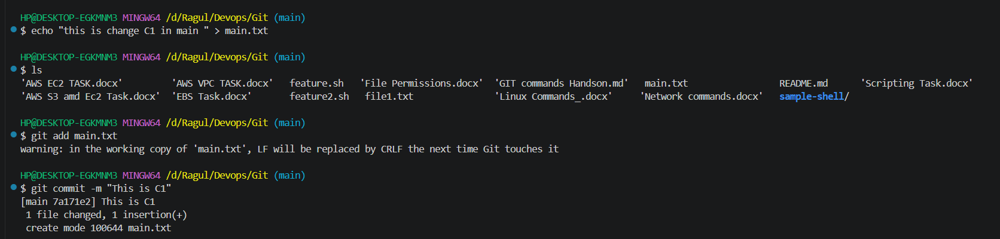 HP@DESKTOP-EGKMNM3 MINGW64 /d/Ragul/Devops/Git (main)
$ echo "this is change C1 in main " > main.txt
HP@DESKTOP-EGKMNM3 MINGW64 /d/Ragul/Devops/Git (main)
$ ls
'AWS EC2 TASK.docx' 'AWS VPC TASK.docx' feature.sh 'File Permissions.docx' 'GIT commands Handson.md' main.txt README.md 'Scripting Task.docx'
'AWS S3 amd Ec2 Task.docx' 'EBS Task.docx' feature2.sh file1.txt 'Linux Commands_.docx' 'Network commands.docx' sample-shell/
HP@DESKTOP-EGKMNM3 MINGW64 /d/Ragul/Devops/Git (main)
$ git add main.txt
warning: in the working copy of 'main.txt', LF will be replaced by CRLF the next time Git touches it
HP@DESKTOP-EGKMNM3 MINGW64 /d/Ragul/Devops/Git (main)
$ git commit -m "This is C1"
[main 7a171e2] This is C1
1 file changed, 1 insertion(+)
create mode 100644 main.txt